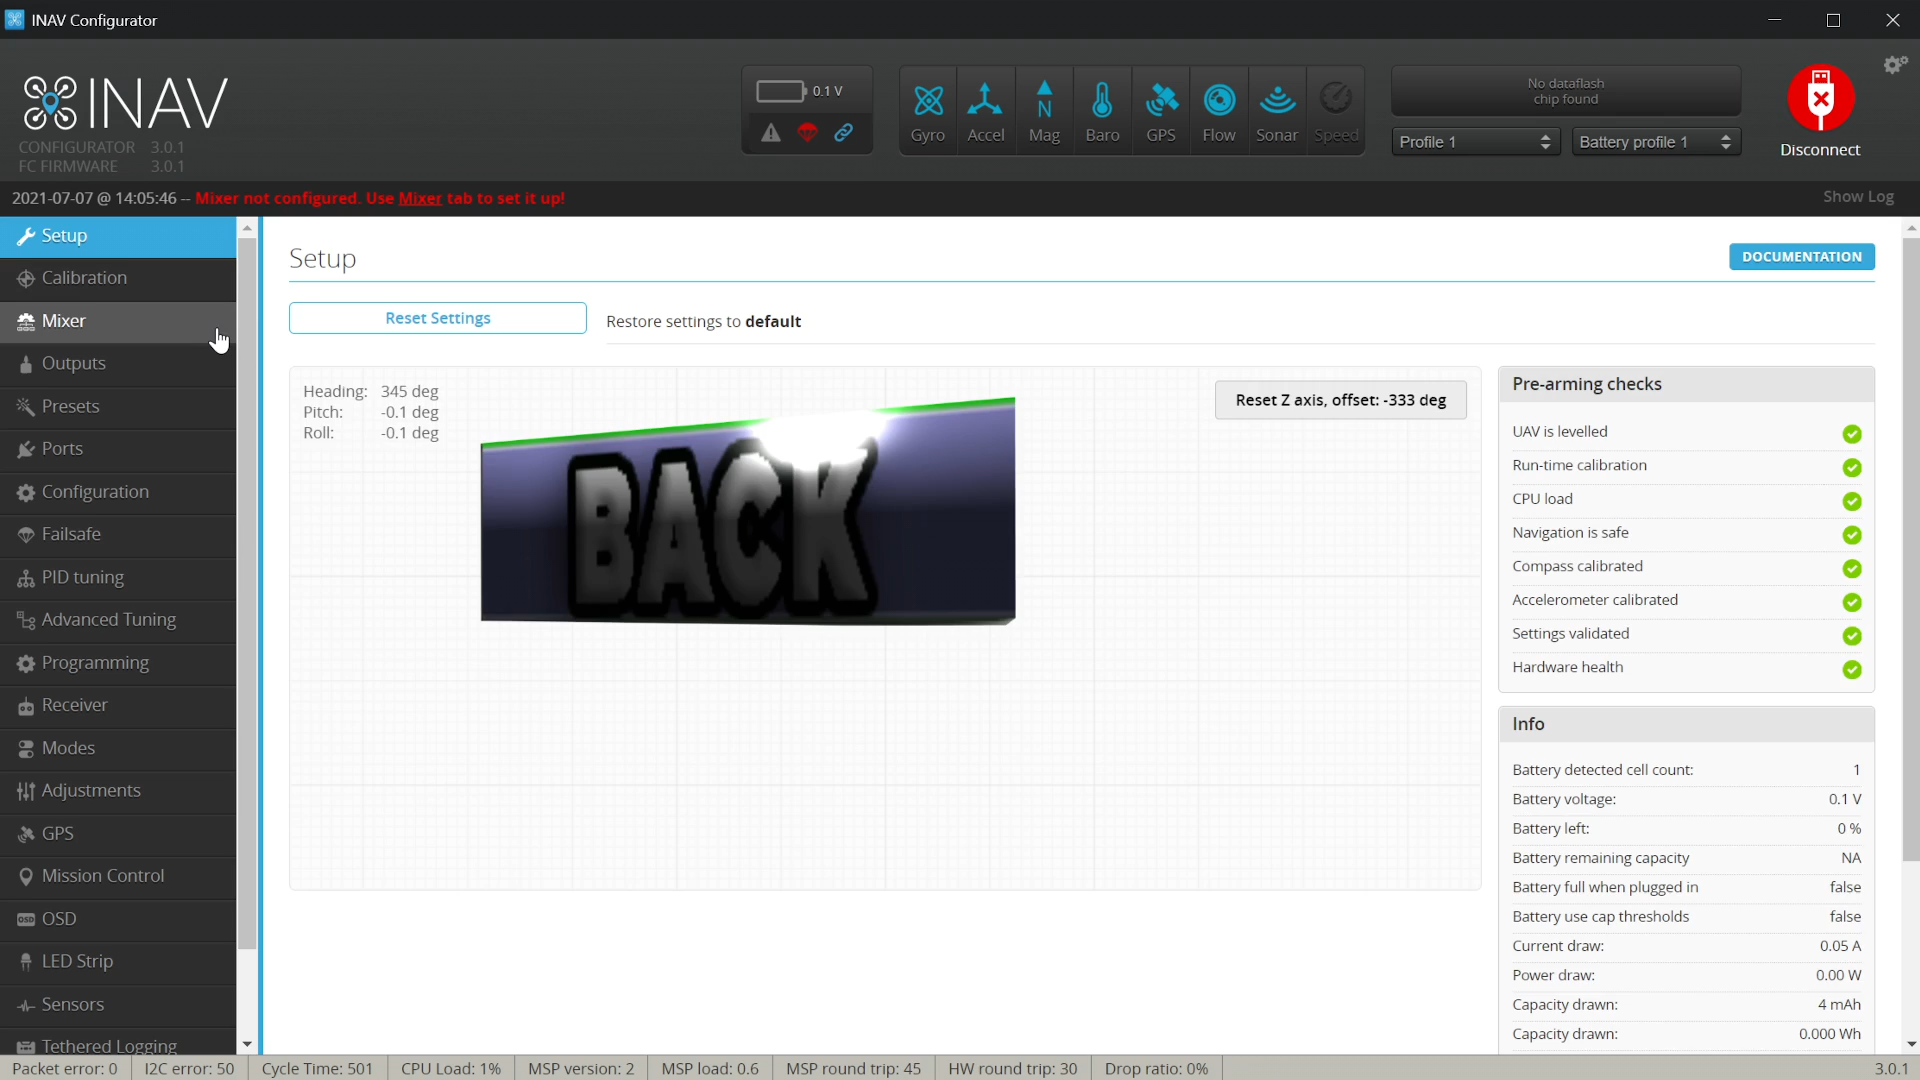 INAV Configurator
INAV
CONFIGURATOR 3.0.1
FC FIRMWARE 3.0.1
0.1 V
Gyro
Accel
N
Mag
Baro
GPS
Flow
Sonar
Speed
No dataflash
chip found
Profile 1
Battery profile 1
Disconnect
2021-07-07 @ 14:05:46 -- Mixer not configured. Use Mixer tab to set it up!
Show Log
Setup
Calibration
Mixer
Outputs
Presets
Ports
Configuration
Failsafe
PID tuning
Advanced Tuning
Programming
Receiver
Modes
Adjustments
GPS
Mission Control
OSD
OSD
LED Strip
Sensors
Tethered Logging
Setup
DOCUMENTATION
Reset Settings
Restore settings to default
Heading: 345 deg
Pitch: -0.1 deg
Roll: -0.1 deg
Reset Z axis, offset: -333 deg
BACK
Pre-arming checks
UAV is levelled
Run-time calibration
CPU load
Navigation is safe
Compass calibrated
Accelerometer calibrated
Settings validated
Hardware health
Info
Battery detected cell count: 1
Battery voltage: 0.1 V
Battery left: 0 %
Battery remaining capacity NA
Battery full when plugged in false
Battery use cap thresholds false
Current draw: 0.05 A
Power draw: 0.00 W
Capacity drawn: 4 mAh
Capacity drawn: 0.000 Wh
Packet error: 0
I2C error: 50
Cycle Time: 501
CPU Load: 1%
MSP version: 2
MSP load: 0.6
MSP round trip: 45
HW round trip: 30
Drop ratio: 0%
3.0.1